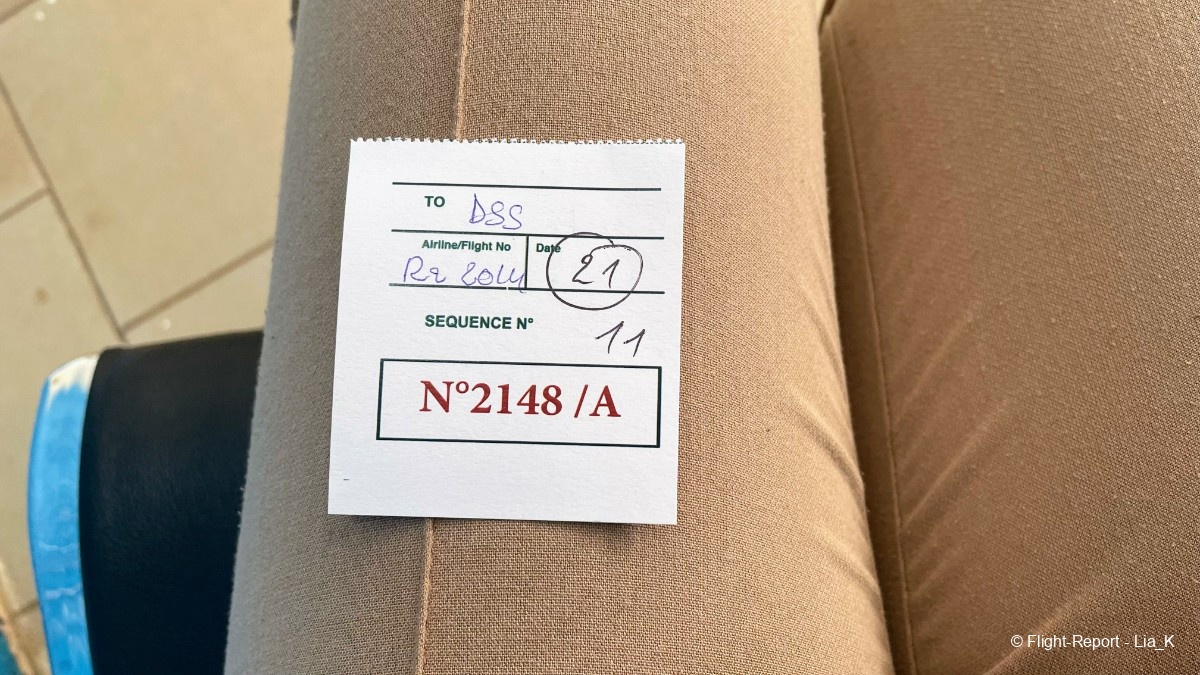 TO DSS
Airline/Flight No Date
21
SEQUENCE N° 11
N°2148 /A
© Flight-Report - Lia_K